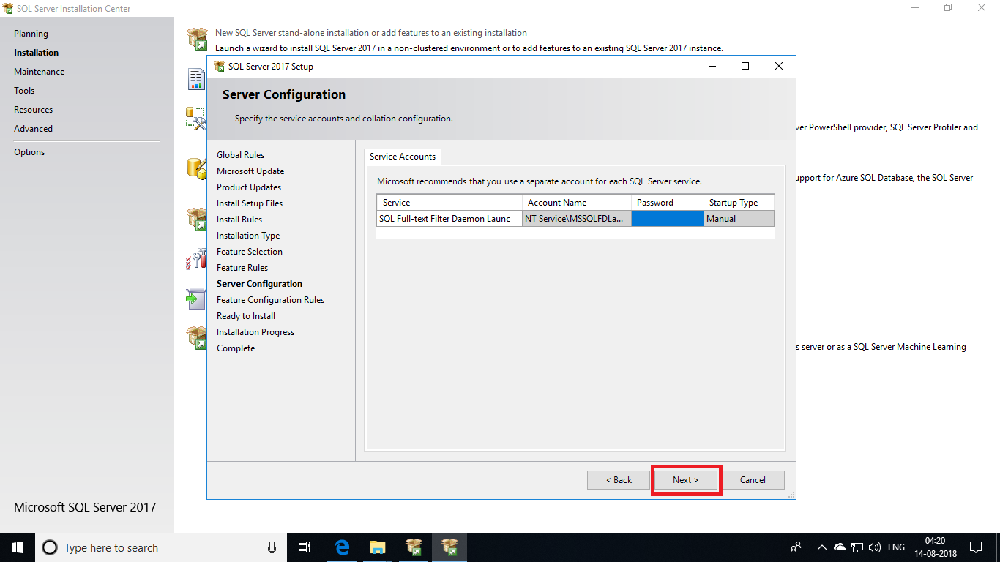 SQL Server Installation Center
Planning
Installation
Maintenance
Tools
Resources
Advanced
Options
Microsoft SQL Server 2017
New SQL Server stand-alone installation or add features to an existing installation
Launch a wizard to install SQL Server 2017 in a non-clustered environment or to add features to an existing SQL Server 2017 instance.
ver PowerShell provider, SQL Server Profiler and
upport for Azure SQL Database, the SQL Server
s server or as a SQL Server Machine Learning
SQL Server 2017 Setup
Server Configuration
Specify the service accounts and collation configuration.
Global Rules
Microsoft Update
Product Updates
Install Setup Files
Install Rules
Installation Type
Feature Selection
Feature Rules
Server Configuration
Feature Configuration Rules
Ready to Install
Installation Progress
Complete
Service Accounts
Microsoft recommends that you use a separate account for each SQL Server service.
Service Account Name Password Startup Type
SQL Full-text Filter Daemon Launc NT Service\MSSQLFDLa... Manual
< Back Next > Cancel
Type here to search
ENG
04:20
14-08-2018